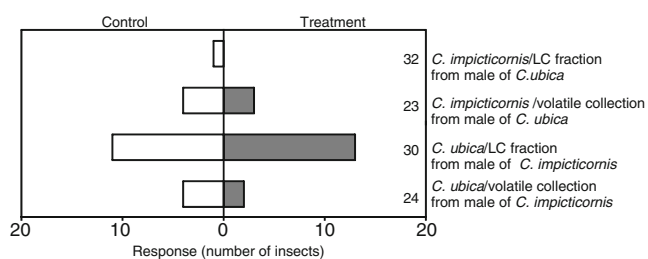 Control Treatment
32 C. impicticornis/LC fraction
from male of C.ubica
23 C. impicticornis /volatile collection
from male of C. ubica
30 C. ubica/LC fraction
from male of C. impicticornis
C. ubica/volatile collection
24 from male of C. impicticornis
20 10 0 10 20
Response (number of insects)